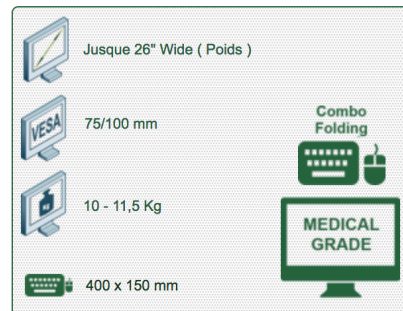 Jusque 26" Wide ( Poids )
VESA
75/100 mm
10 - 11,5 Kg
400 x 150 mm
Combo
Folding
MEDICAL
GRADE